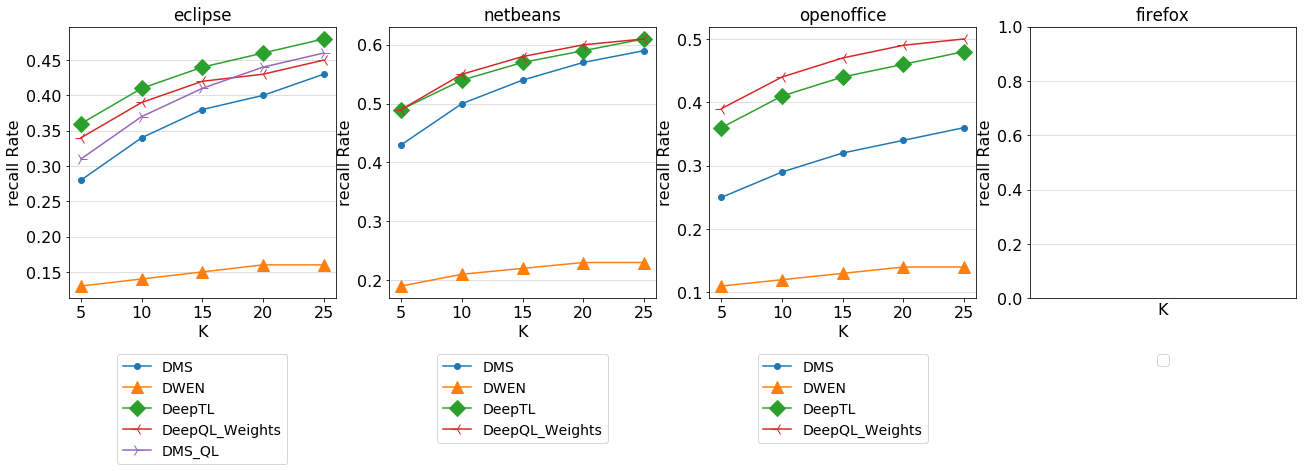 eclipse
recall Rate
0.45
0.40
0.35
0.30
0.25
0.20
0.15
5 10 15 20 25
K
DMS
DWEN
DeepTL
DeepQL_Weights
DMS_QL
netbeans
recall Rate
0.6
0.5
0.4
0.3
0.2
5 10 15 20 25
K
DMS
DWEN
DeepTL
DeepQL_Weights
openoffice
recall Rate
0.5
0.4
0.3
0.2
0.1
5 10 15 20 25
K
DMS
DWEN
DeepTL
DeepQL_Weights
firefox
recall Rate
1.0
0.8
0.6
0.4
0.2
0.0
K